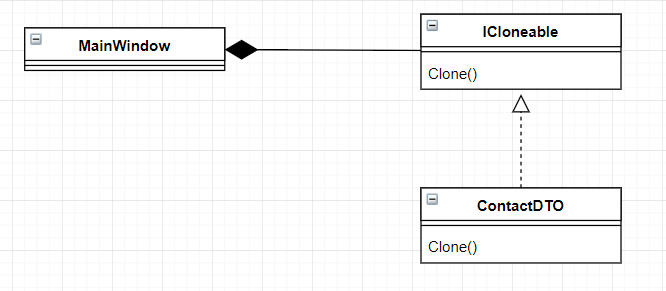 MainWindow
ICloneable
Clone()
ContactDTO
Clone()